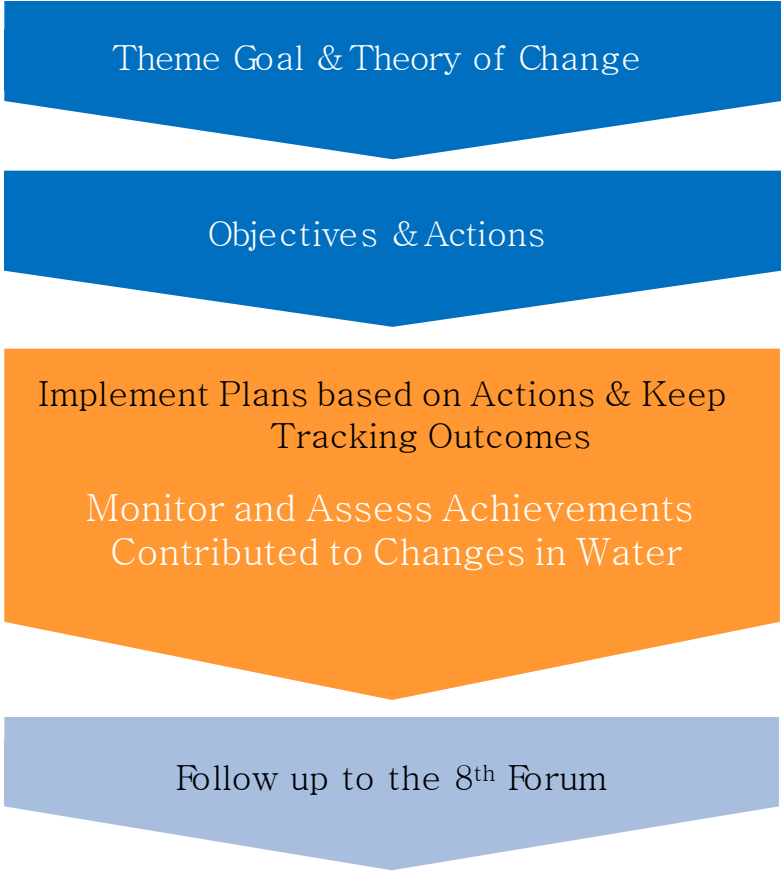 Theme Goal & Theory of Change
Objectives & Actions
Implement Plans based on Actions & Keep
Tracking Outcomes
Monitor and Assess Achievements
Contributed to Changes in Water
Follow up to the 8th Forum